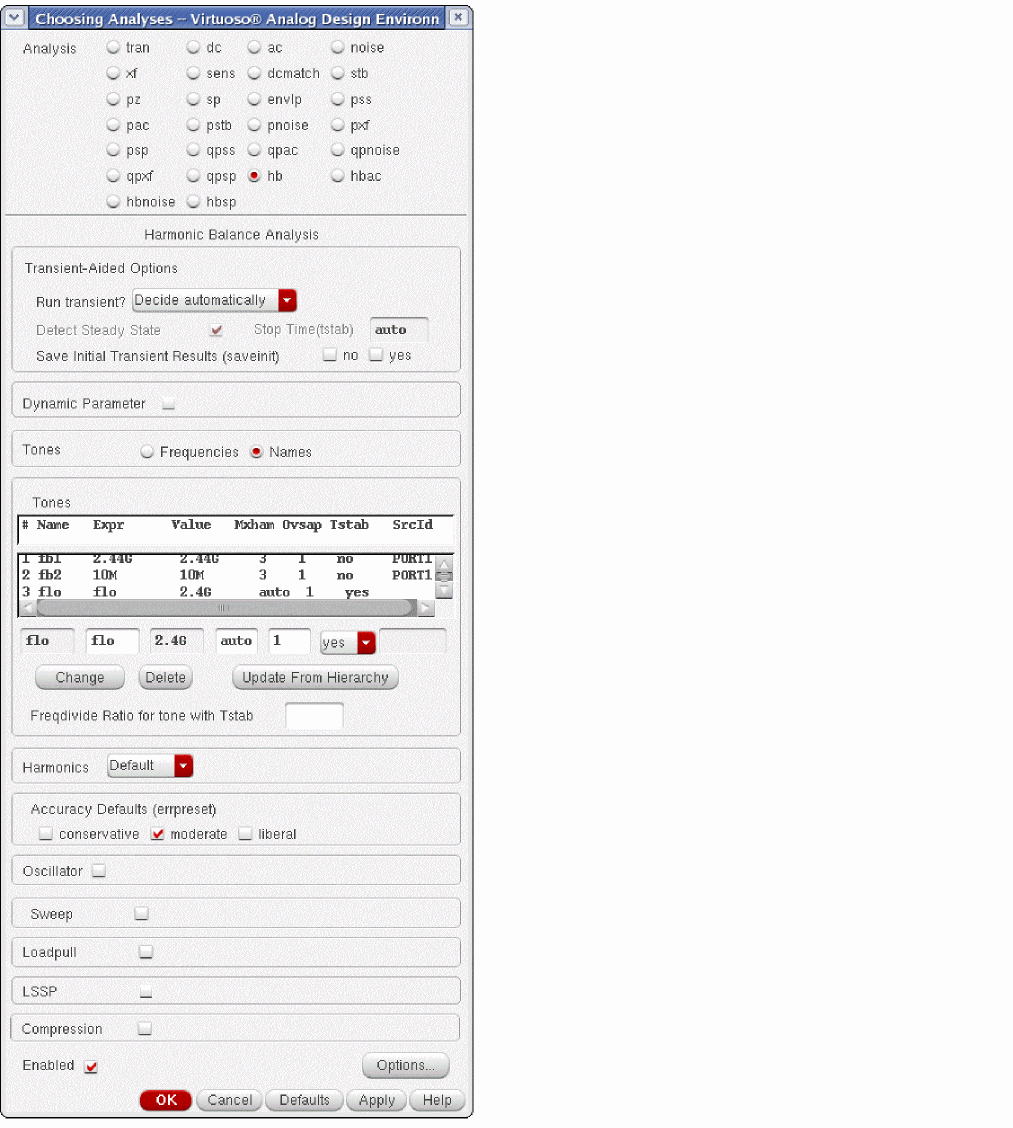 Choosing Analyses -- Virtuoso® Analog Design Environn
Analysis tran dc ac noise
xf sens dcmatch stb
pz sp envlp pss
pac pstb pnoise pxf
psp qpss qpac qpnoise
qpxf qpsp hb hbac
hbnoise hbsp
Harmonic Balance Analysis
Transient-Aided Options
Run transient? Decide automatically
Detect Steady State Stop Time(tstab) auto
Save Initial Transient Results (saveinit) no yes
Dynamic Parameter
Tones Frequencies Names
Tones
# Name Expr Value Mxham Ovsap Tstab SrcId
1 fb1 2.44G 2.44G 3 1 no PORT1
2 fb2 10M 10M 3 1 no PORT1
3 flo flo 2.4G auto 1 yes
flo flo 2.4G auto 1 yes
Change Delete Update From Hierarchy
Freqdivide Ratio for tone with Tstab
Harmonics Default
Accuracy Defaults (errpreset)
conservative moderate liberal
Oscillator
Sweep
Loadpull
LSSP
Compression
Enabled Options...
OK Cancel Defaults Apply Help